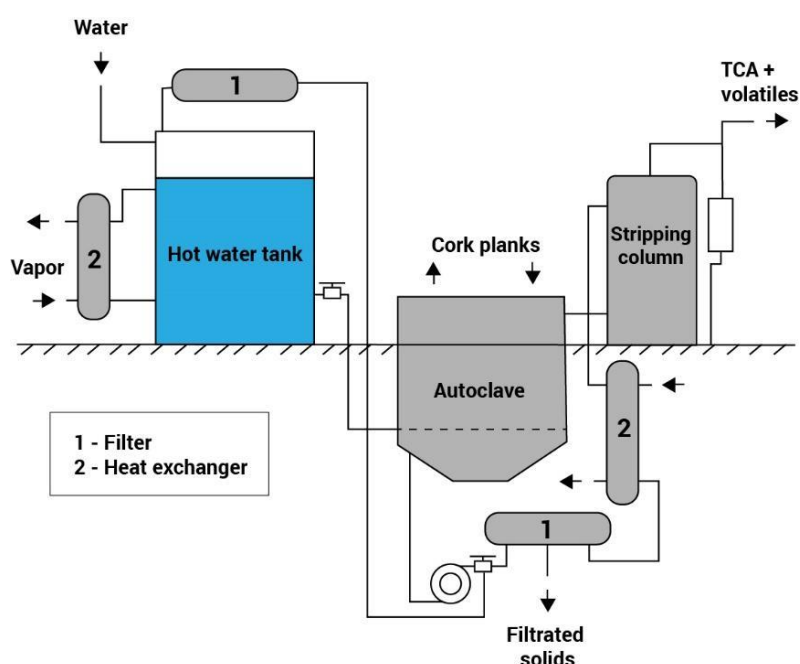 Water
1
TCA +
volatiles
Stripping
column
Hot water tank
Cork planks
2
Vapor
Autoclave
2
1 - Filter
2 - Heat exchanger
1
Filtrated
solids